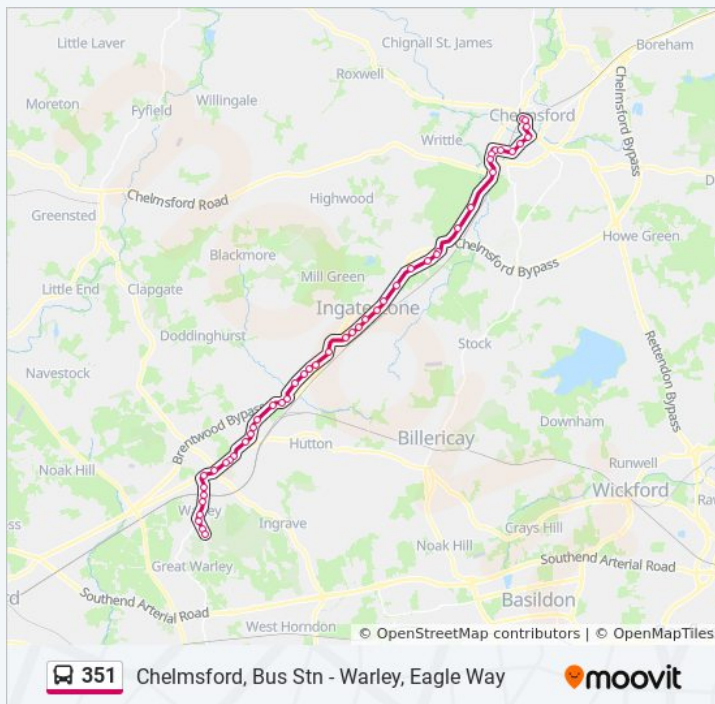 Little Laver
Chignall St. James
Boreham
Roxwell
Moreton
Willingale
Fyfield
Chelmsford
Chelmsford Bypass
Writtle
Chelmsford Road
Highwood
Greensted
Howe Green
Blackmore
Chelmsford Bypass
Mill Green
Little End
Clapgate
Ingatestone
Doddinghurst
Stock
Rettendon Bypass
Navestock
Brentwood Bypass
Downham
Hutton
Billericay
Noak Hill
Runwell
Wickford
Warley
Ingrave
Crays Hill
Noak Hill
Great Warley
Southend Arterial Road
Southend Arterial Road
Basildon
West Horndon
© OpenStreetMap contributors | © OpenMapTiles
351
Chelmsford, Bus Stn - Warley, Eagle Way
moovit